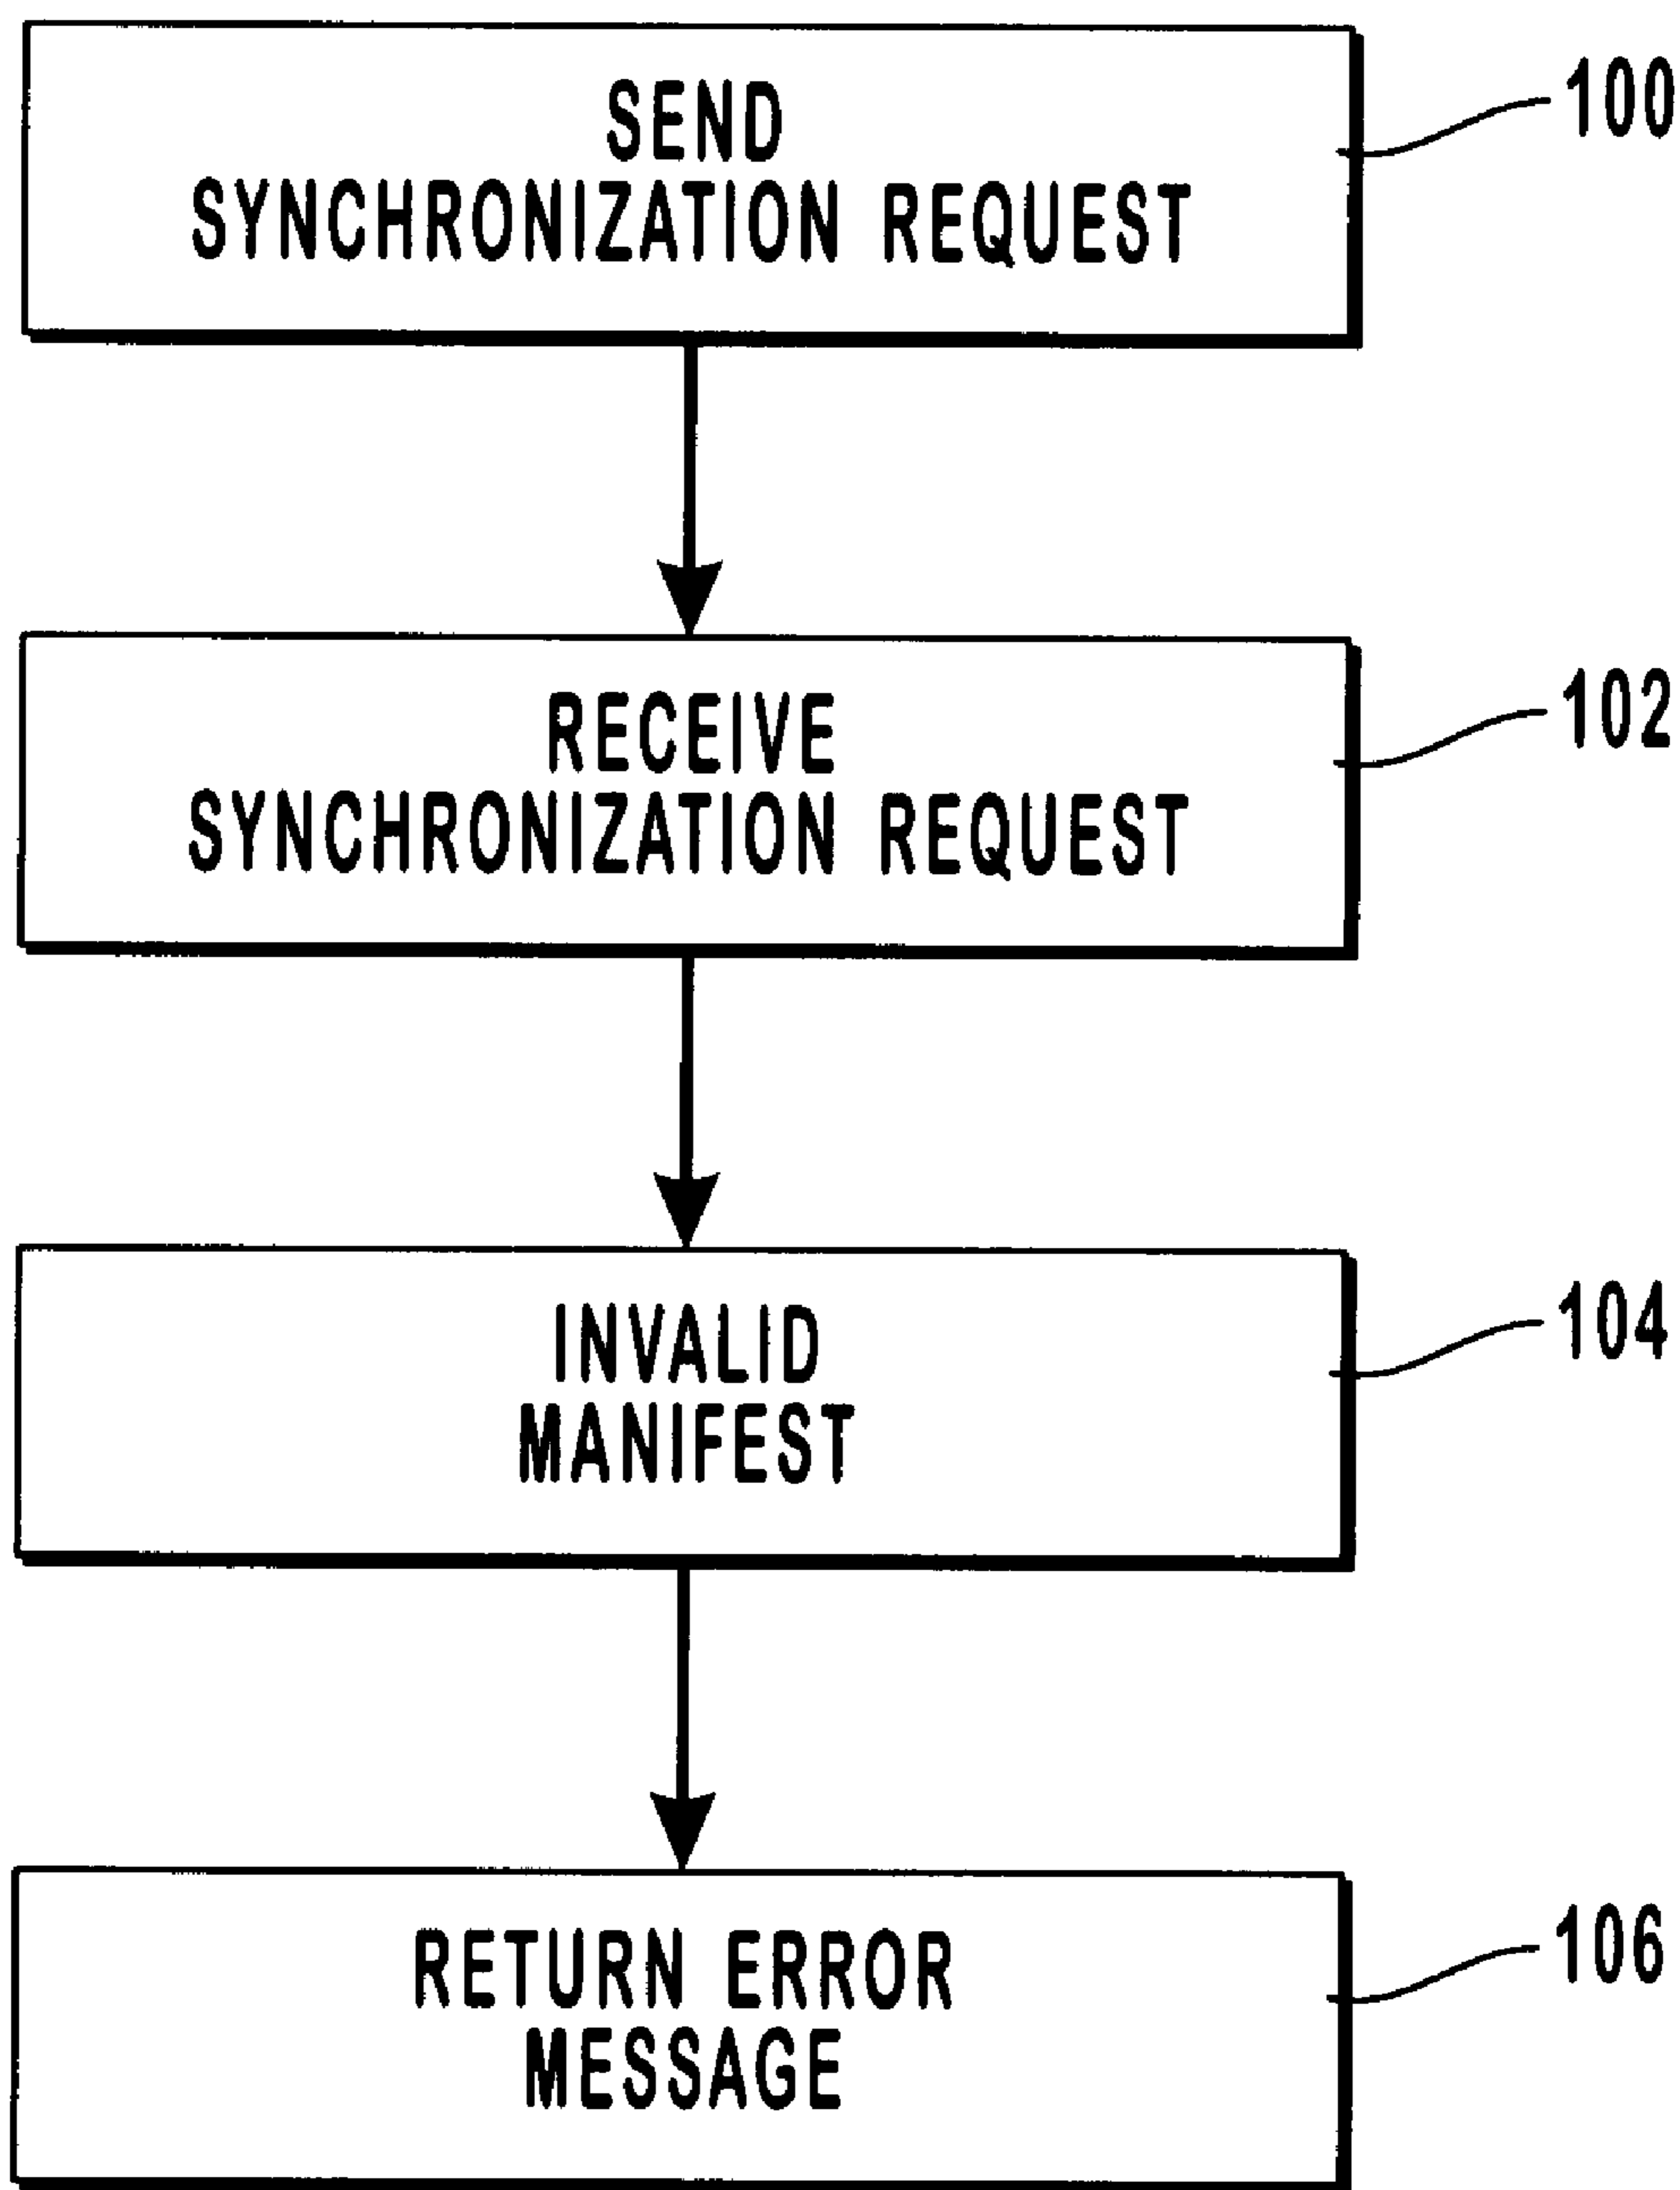 SEND
SYNCHRONIZATION REQUEST
100
RECEIVE
SYNCHRONIZATION REQUEST
102
INVALID
MANIFEST
104
RETURN ERROR
MESSAGE
106